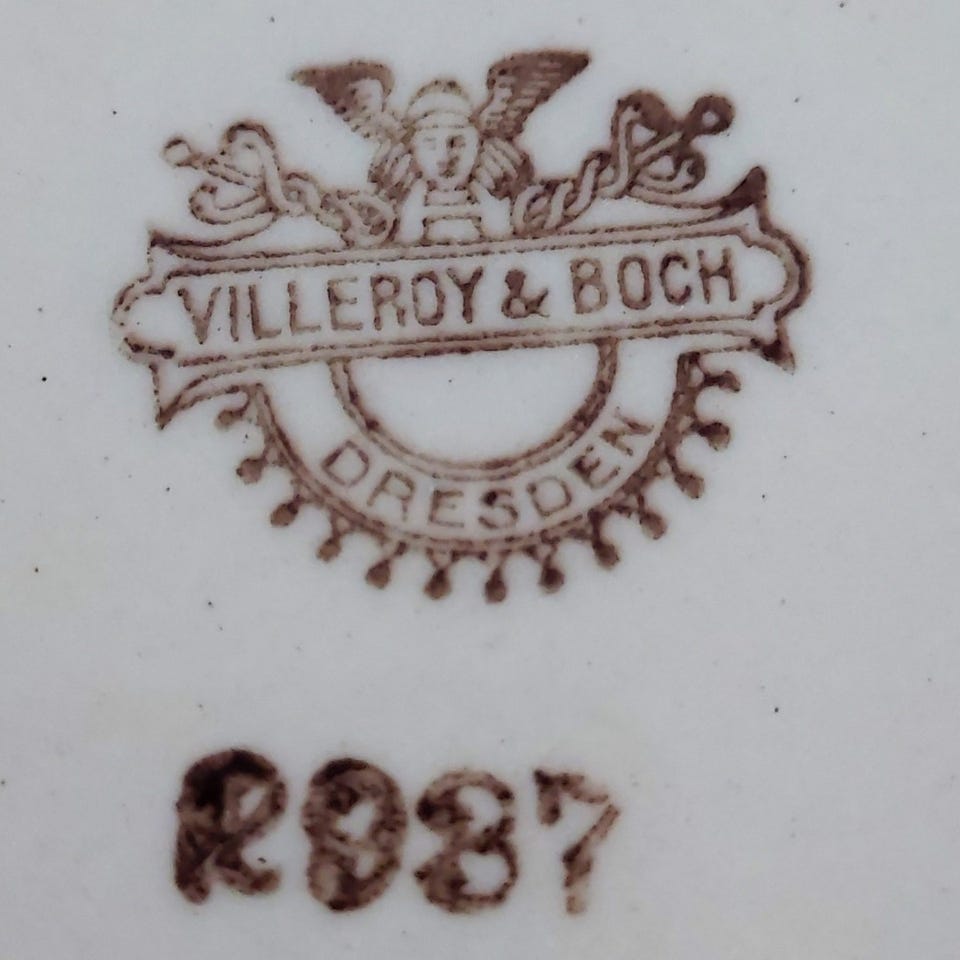 VILLEROY & BOCH
DRESDEN
R987